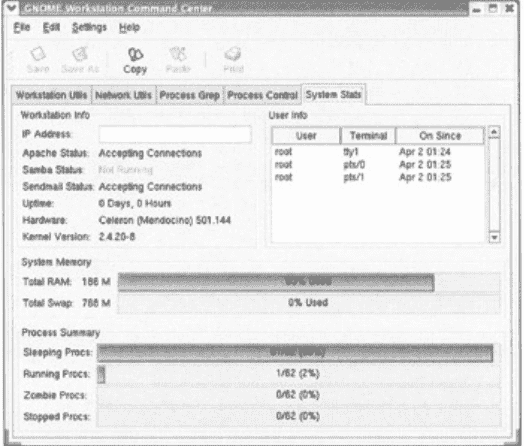 GNOME Workstation Command Center
File Edit Settings Help
Save Save As Copy Paste Print
Workstation Utils Network Utils Process Grep Process Control System Stats
Workstation Info
IP Address:
Apache Status: Accepting Connections
Samba Status: Not Running
Sendmail Status: Accepting Connections
Uptime: 0 Days, 0 Hours
Hardware: Celeron (Mendocino) 501.144
Kernel Version: 2.4.20-8
User Info
User Terminal On Since
root tty1 Apr 2 01:24
root pts/0 Apr 2 01:25
root pts/1 Apr 2 01:25
System Memory
Total RAM: 186 M Used
Total Swap: 768 M 0% Used
Process Summary
Sleeping Procs: 61/62
Running Procs: 1/62 (2%)
Zombie Procs: 0/62 (0%)
Stopped Procs: 0/62 (0%)